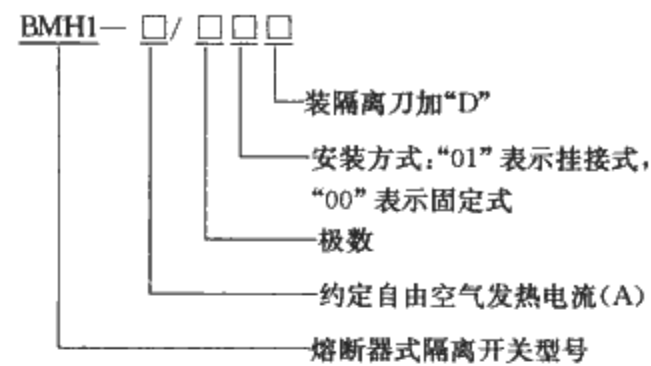 BMH1—□/□□□
装隔离刀加“D”
安装方式：“01”表示挂接式，
“00”表示固定式
极数
约定自由空气发热电流(A)
熔断器式隔离开关型号